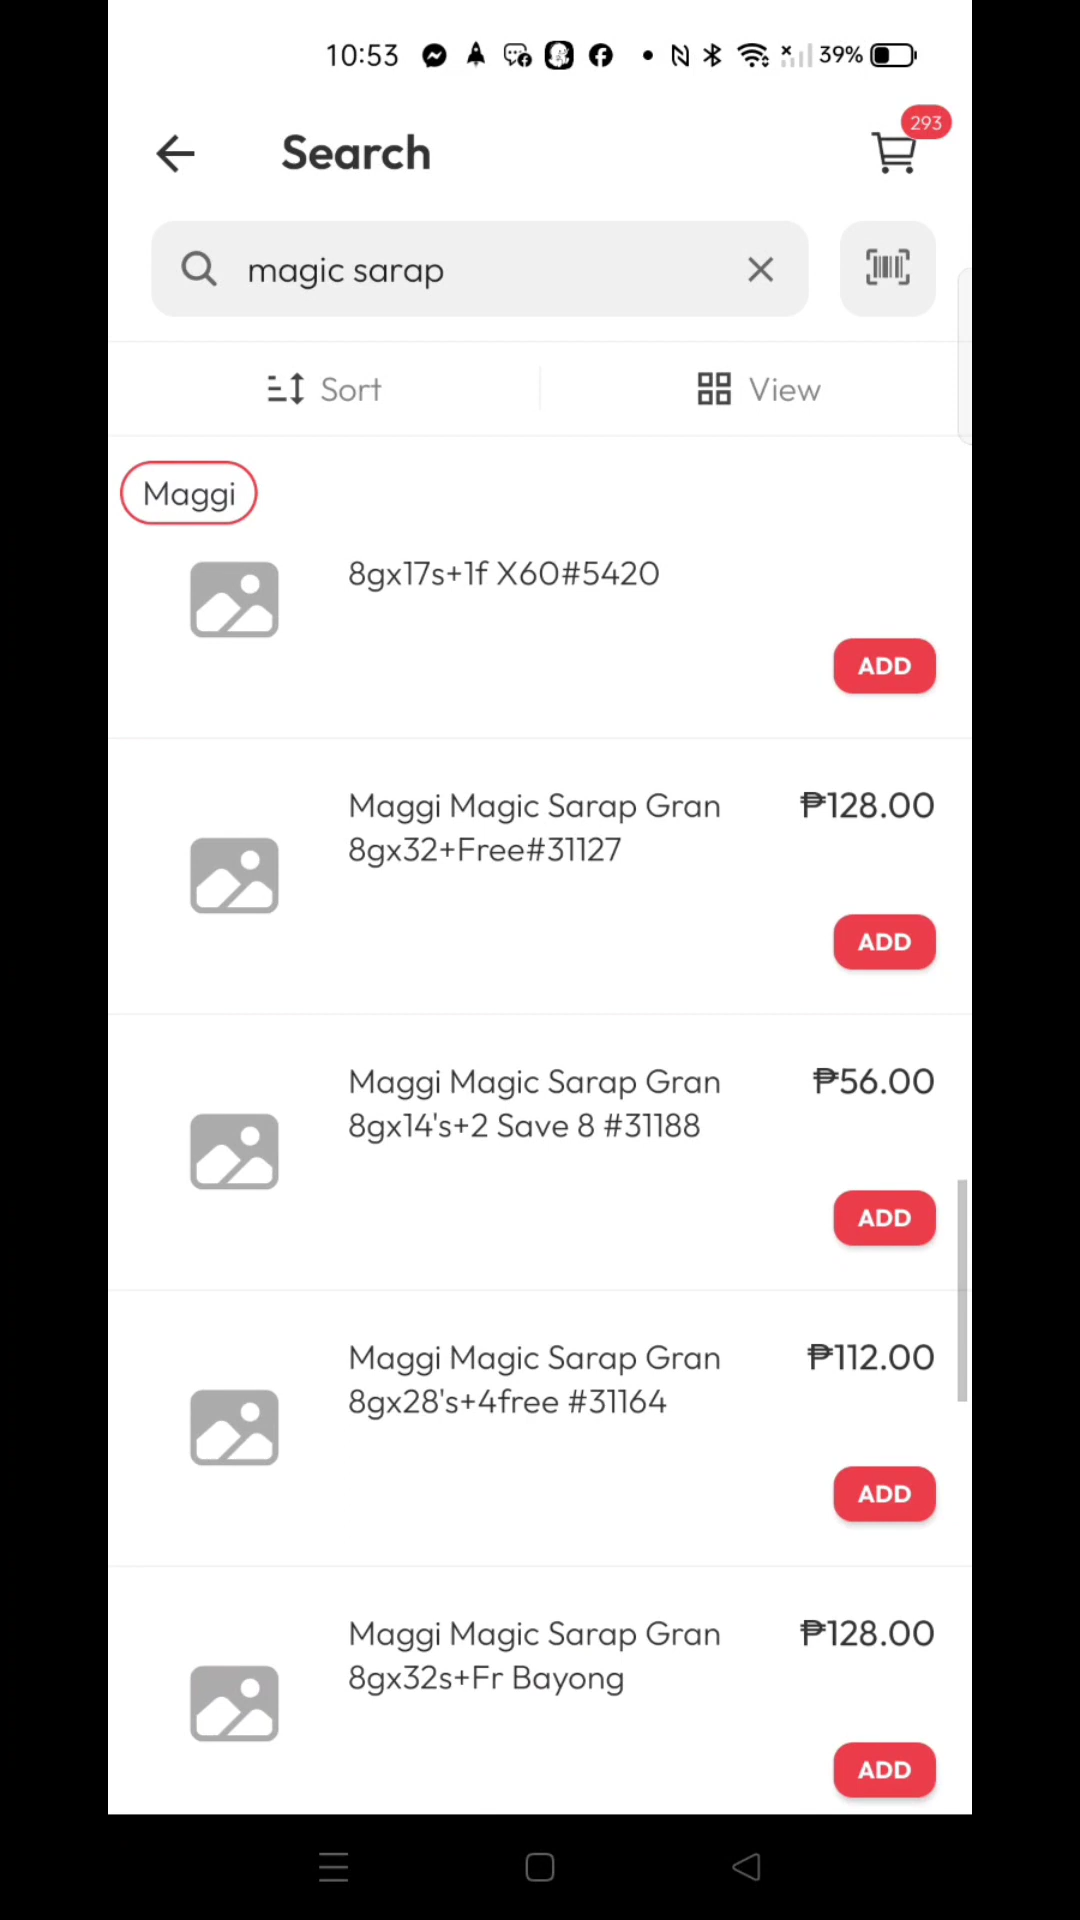 10:53
39%
293
Search
magic sarap
Sort
View
Maggi
8gx17s+1f X60#5420
ADD
Maggi Magic Sarap Gran
₱128.00
8gx32+Free#31127
ADD
Maggi Magic Sarap Gran
₱56.00
8gx14's+2 Save 8 #31188
ADD
Maggi Magic Sarap Gran
₱112.00
8gx28's+4free #31164
ADD
Maggi Magic Sarap Gran
₱128.00
8gx32s+Fr Bayong
ADD